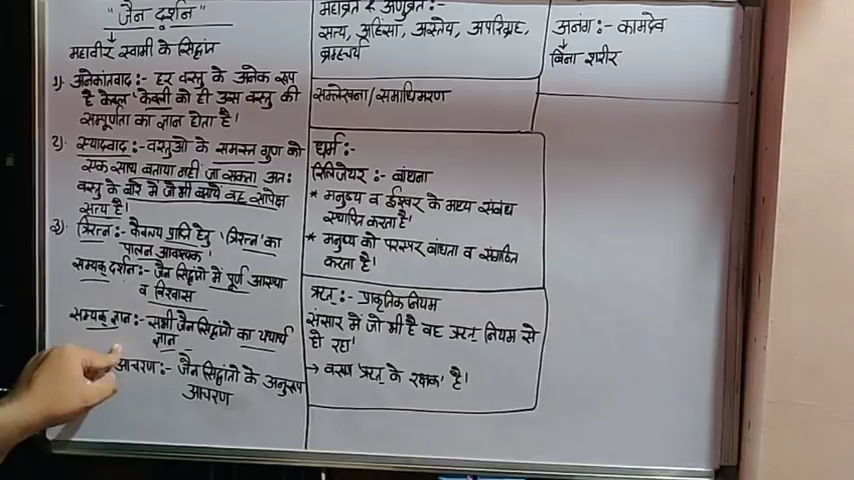 "जैन दर्शन"
महावीर स्वामी के सिद्वांत
1) अनेकांतवाद:- हर वस्तु के अनेक रूप
है केवल 'केवली को ही उस वस्तु की
सम्पूर्णता का ज्ञान होता है।
2) स्यादवाद:- वस्तुओ के समस्त गुण को
एक साथ बताया नहीं जा सकता अत:
वस्तु के बारे मे जो भी बताये वह सापेक्ष
सत्य है।
3) त्रिरत्न:- कैवल्य प्राप्ति हेतु 'त्रिरत्न' का
पालन आवश्यक'
सम्यक् दर्शन:- जैन सिद्वांतो में पूर्ण आस्था
व विश्वास
सम्यक् ज्ञान:- सभी जैन सिद्वांतो का यथार्थ
ज्ञान
आचरण:- जैन सिद्वांतो के अनुरूप
आचरण
महाव्रत र अणुव्रत:-
सत्य, अहिंसा, अस्तेय, अपरिग्रह,
ब्रम्हचर्य
सल्लेखना/समाधिमरण
धर्म:-
रिलिजेयर:- बांधना
* मनुष्य व ईश्वर के मध्य संबंध
स्थापित करता है'
* मनुष्य को परस्पर बांधता व संगठित
करता है।
ऋत्:- प्राकृतिक नियम
संसार में जो भी है वह ऋत् नियम से
हो रहा
→ वरुण 'ऋत् के रक्षक' है।
अनंग:- कामदेव
बिना शरीर